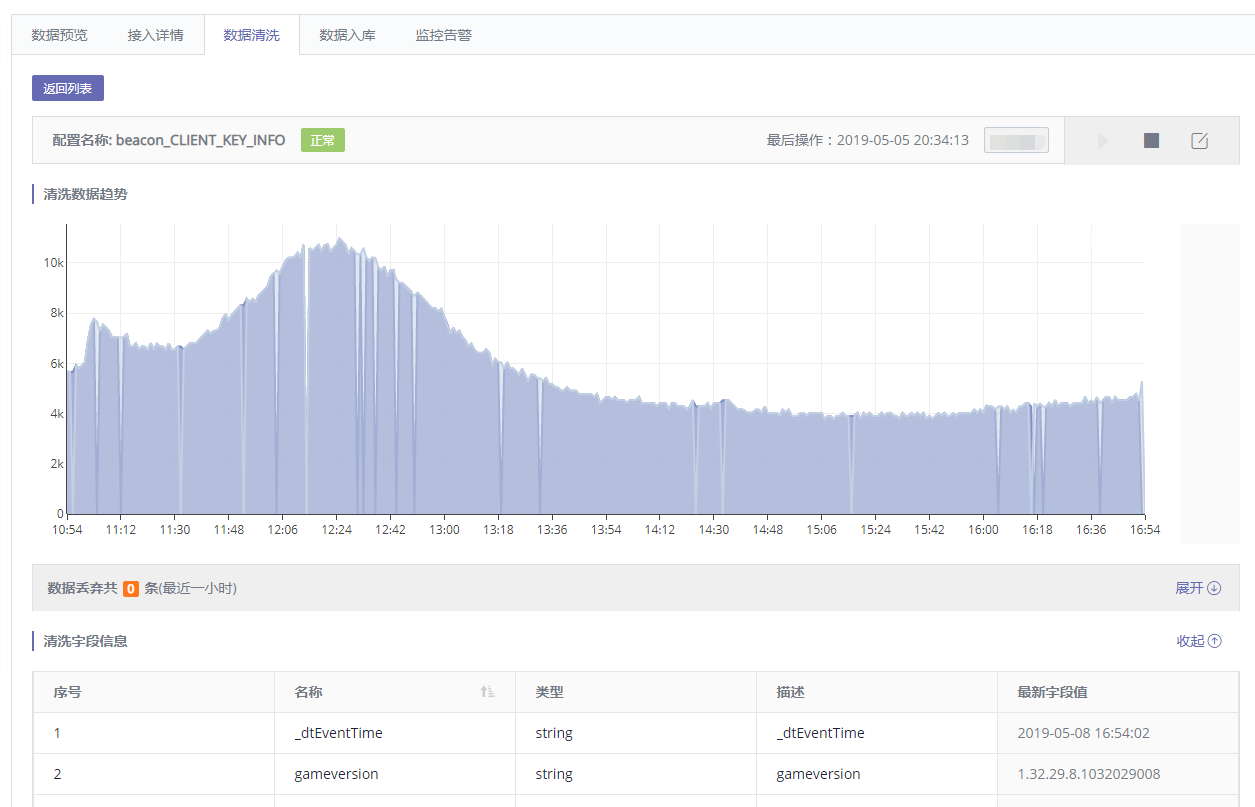 数据预览 接入详情 数据清洗 数据入库 监控告警
返回列表
配置名称: beacon_CLIENT_KEY_INFO 正常 最后操作：2019-05-05 20:34:13
清洗数据趋势
10k
8k
6k
4k
2k
0
10:54 11:12 11:30 11:48 12:06 12:24 12:42 13:00 13:18 13:36 13:54 14:12 14:30 14:48 15:06 15:24 15:42 16:00 16:18 16:36 16:54
数据丢弃共 0 条(最近一小时) 展开
清洗字段信息 收起
序号 名称 类型 描述 最新字段值
1 _dtEventTime string _dtEventTime 2019-05-08 16:54:02
2 gameversion string gameversion 1.32.29.8.1032029008